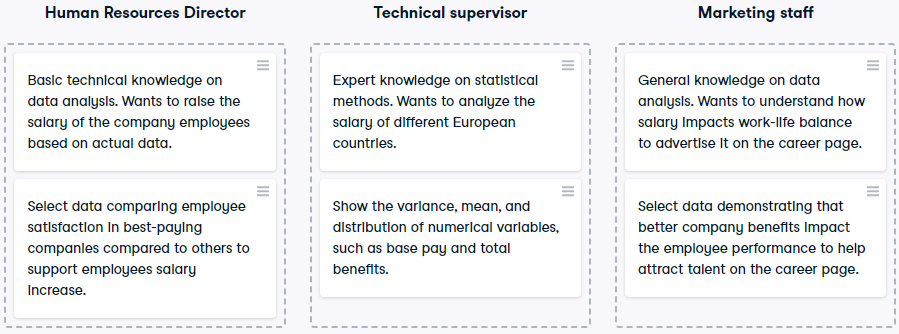 Human Resources Director
Technical supervisor
Marketing staff
Basic technical knowledge on
data analysis. Wants to raise the
salary of the company employees
based on actual data.
Select data comparing employee
satisfaction in best-paying
companies compared to others to
support employees salary
increase.
Expert knowledge on statistical
methods. Wants to analyze the
salary of different European
countries.
Show the variance, mean, and
distribution of numerical variables,
such as base pay and total
benefits.
General knowledge on data
analysis. Wants to understand how
salary impacts work-life balance
to advertise it on the career page.
Select data demonstrating that
better company benefits impact
the employee performance to help
attract talent on the career page.